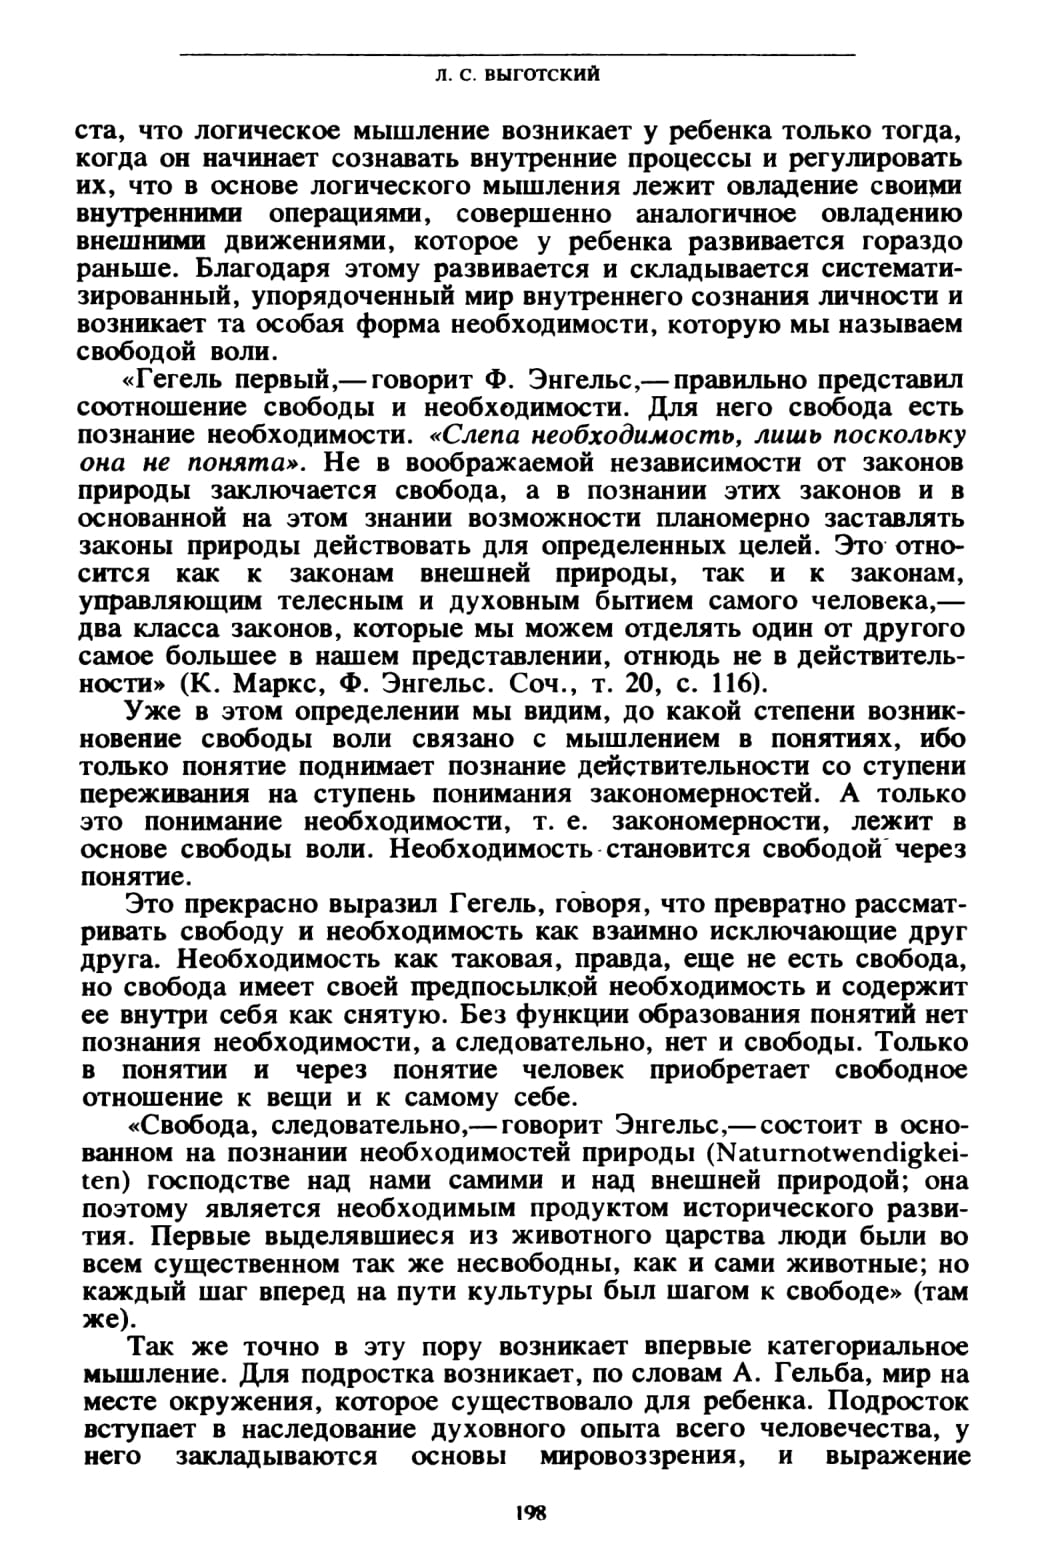 Л. С. ВЫГОТСКИЙ
ста, что логическое мышление возникает у ребенка только тогда,
когда он начинает сознавать внутренние процессы и регулировать
их, что в основе логического мышления лежит овладение своими
внутренними операциями, совершенно аналогичное овладению
внешними движениями, которое у ребенка развивается гораздо
раньше. Благодаря этому развивается и складывается системати-
зированный, упорядоченный мир внутреннего сознания личности и
возникает та особая форма необходимости, которую мы называем
свободой воли.
«Гегель первый,— говорит Ф. Энгельс,— правильно представил
соотношение свободы и необходимости. Для него свобода есть
познание необходимости. «Слепа необходимость, лишь поскольку
она не понята». Не в воображаемой независимости от законов
природы заключается свобода, а в познании этих законов и в
основанной на этом знании возможности планомерно заставлять
законы природы действовать для определенных целей. Это отно-
сится как к законам внешней природы, так и к законам,
управляющим телесным и духовным бытием самого человека,—
два класса законов, которые мы можем отделять один от другого
самое большее в нашем представлении, отнюдь не в действитель-
ности» (К. Маркс, Ф. Энгельс. Соч., т. 20, с. 116).
Уже в этом определении мы видим, до какой степени возник-
новение свободы воли связано с мышлением в понятиях, ибо
только понятие поднимает познание действительности со ступени
переживания на ступень понимания закономерностей. А только
это понимание необходимости, т. е. закономерности, лежит в
основе свободы воли. Необходимость становится свободой через
понятие.
Это прекрасно выразил Гегель, говоря, что превратно рассмат-
ривать свободу и необходимость как взаимно исключающие друг
друга. Необходимость как таковая, правда, еще не есть свобода,
но свобода имеет своей предпосылкой необходимость и содержит
ее внутри себя как снятую. Без функции образования понятий нет
познания необходимости, а следовательно, нет и свободы. Только
в понятии и через понятие человек приобретает свободное
отношение к вещи и к самому себе.
«Свобода, следовательно,— говорит Энгельс,— состоит в осно-
ванном на познании необходимостей природы (Naturnotwendigkei-
ten) господстве над нами самими и над внешней природой; она
поэтому является необходимым продуктом исторического разви-
тия. Первые выделявшиеся из животного царства люди были во
всем существенном так же несвободны, как и сами животные; но
каждый шаг вперед на пути культуры был шагом к свободе» (там
же).
Так же точно в эту пору возникает впервые категориальное
мышление. Для подростка возникает, по словам А. Гельба, мир на
месте окружения, которое существовало для ребенка. Подросток
вступает в наследование духовного опыта всего человечества, у
него закладываются основы мировоззрения, и выражение
198